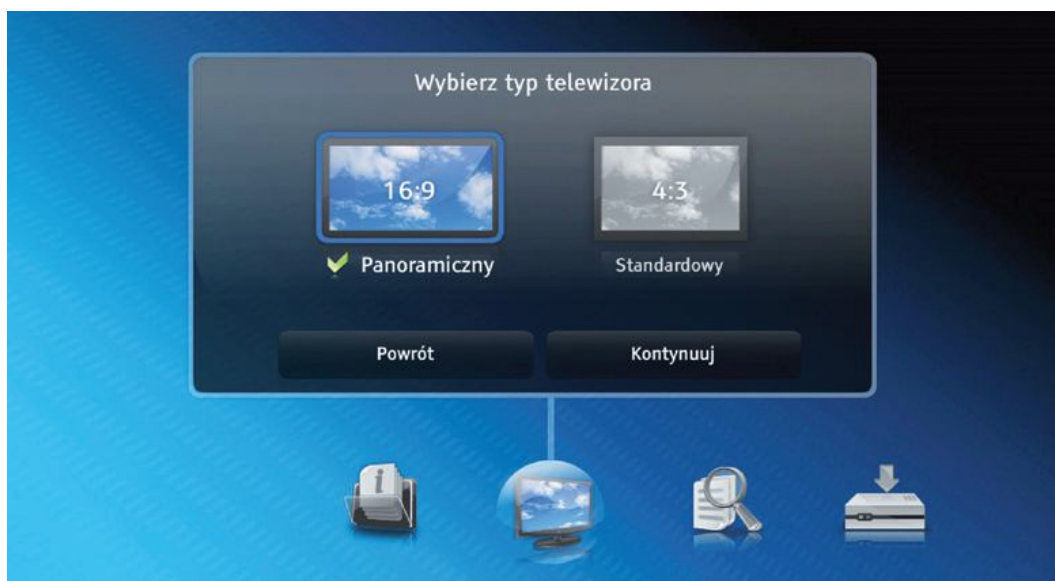 Wybierz typ telewizora
16:9
4:3
Panoramiczny
Standardowy
Powrót
Kontynuuj
i